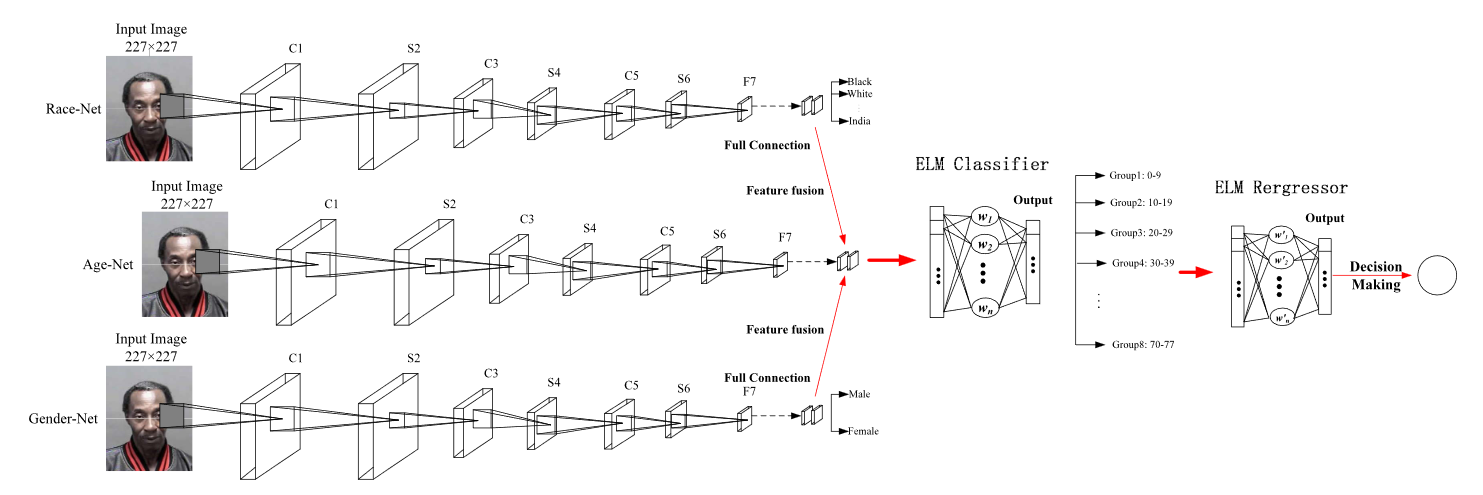 Input Image
227×227
C1
S2
C3
S4
C5
S6
F7
Race-Net
Black
White
India
Full Connection
Feature fusion
Input Image
227×227
C1
S2
C3
S4
C5
S6
F7
Age-Net
Feature fusion
Full Connection
Input Image
227×227
C1
S2
C3
S4
C5
S6
F7
Gender-Net
Male
Female
ELM Classifier
Output
w1
w2
wn
Group1: 0-9
Group2: 10-19
Group3: 20-29
Group4: 30-39
Group8: 70-77
ELM Rergressor
Output
w'1
w'2
w'n
Decision
Making